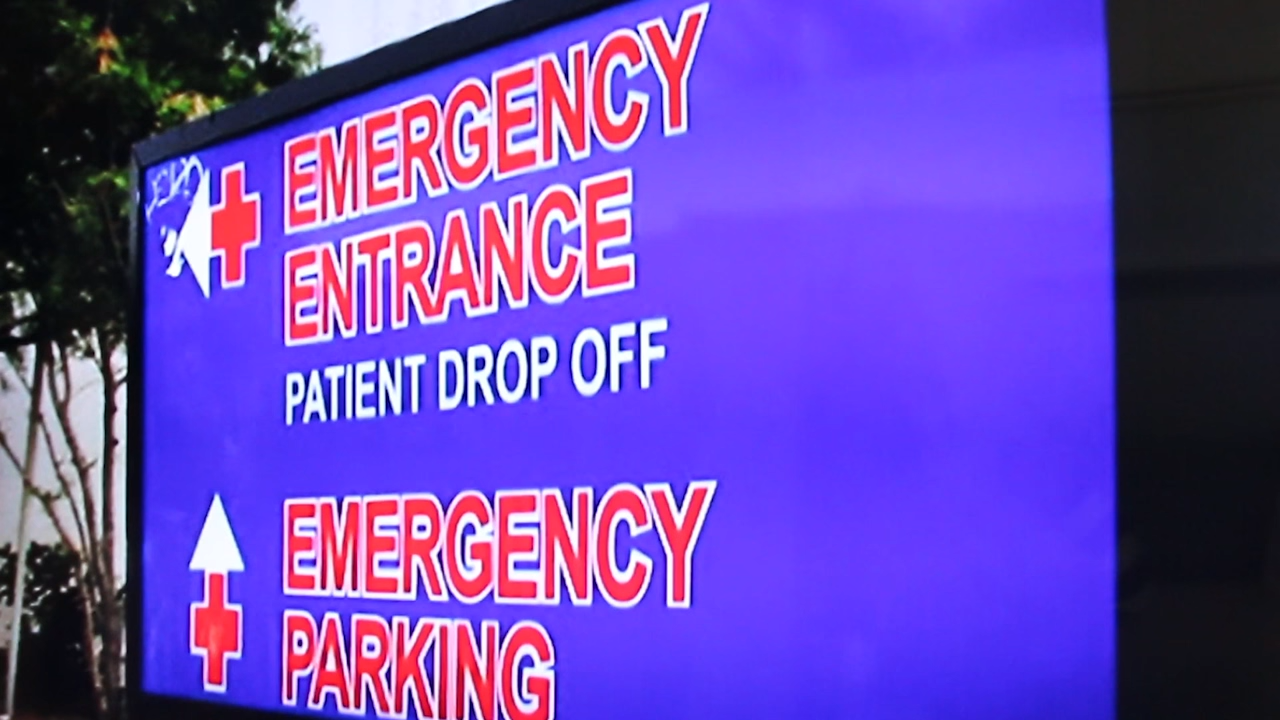 EMERGENCY
ENTRANCE
PATIENT DROP OFF
EMERGENCY
PARKING